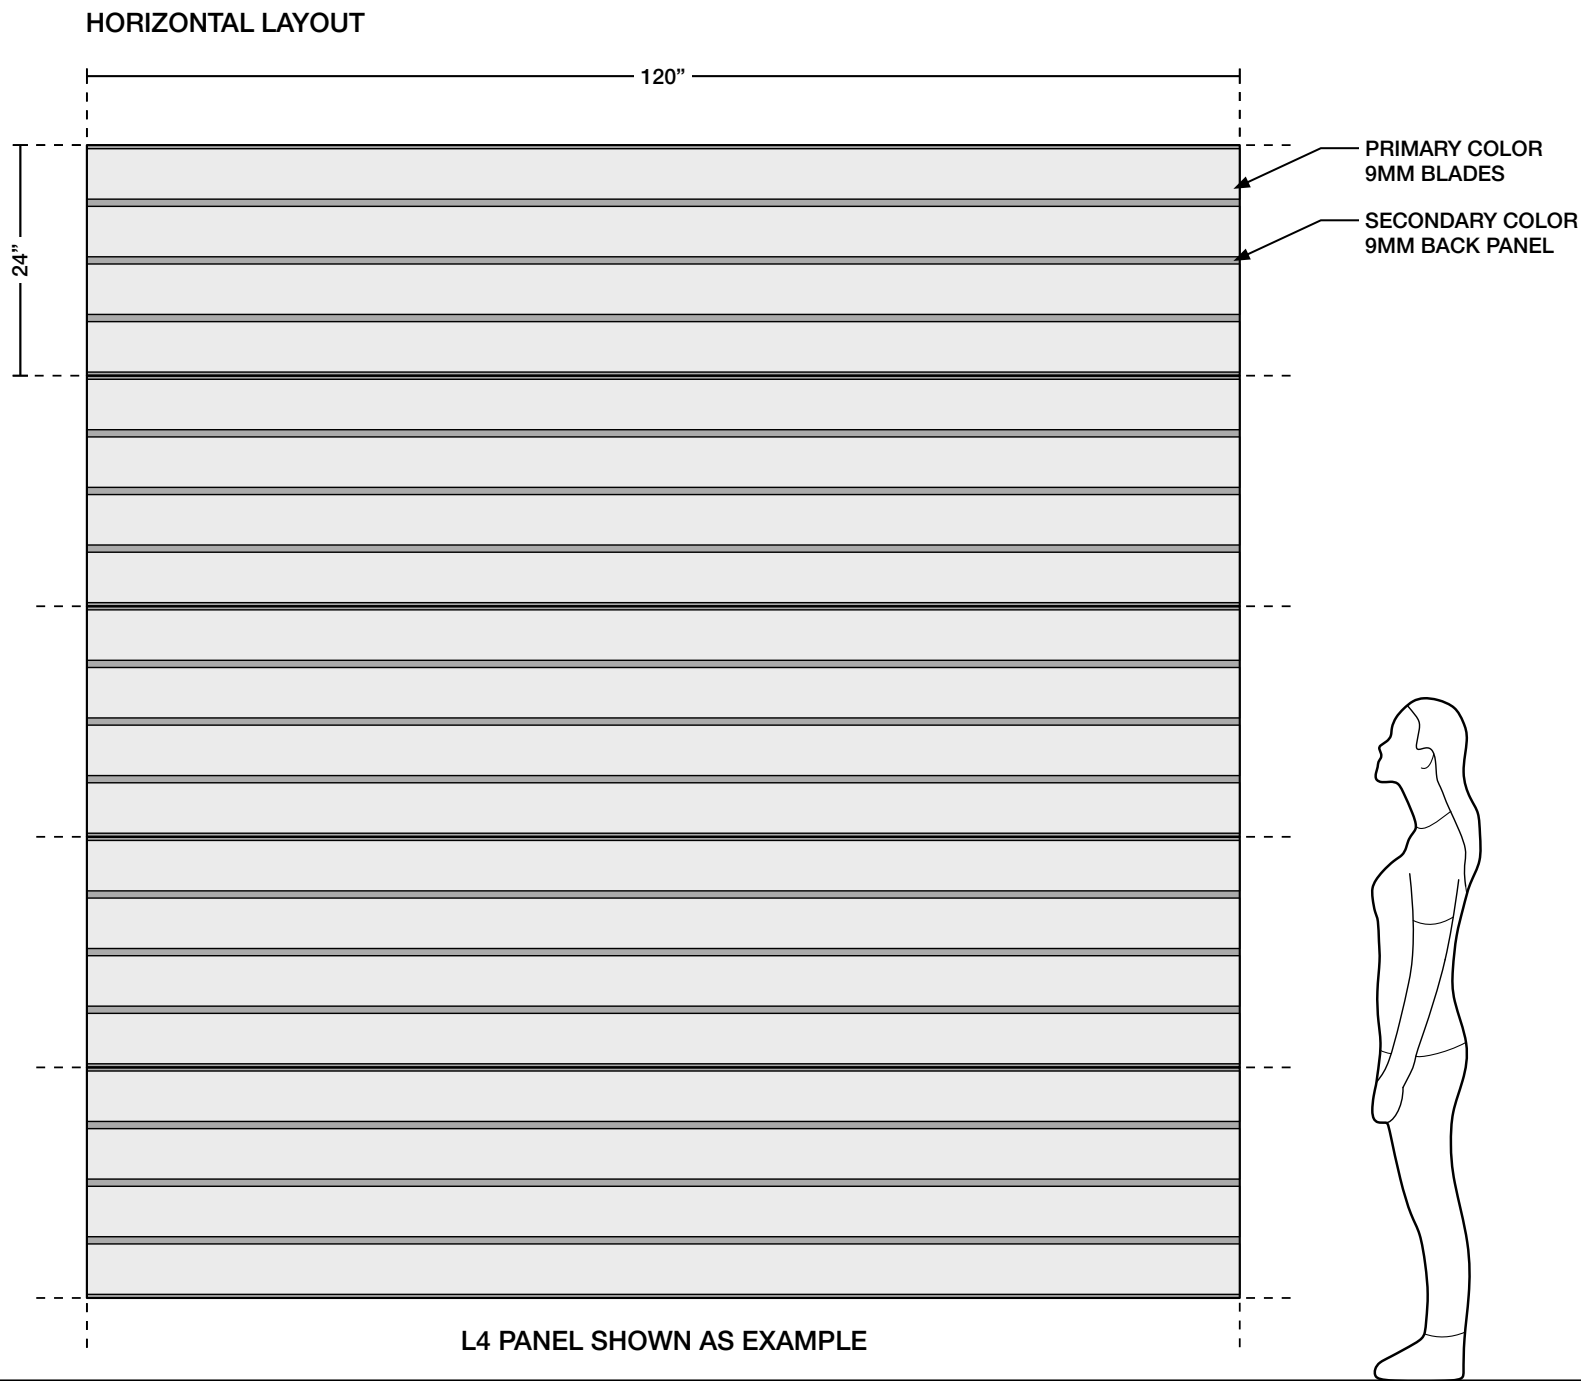 HORIZONTAL LAYOUT
120”
PRIMARY COLOR
9MM BLADES
SECONDARY COLOR
9MM BACK PANEL
24”
L4 PANEL SHOWN AS EXAMPLE